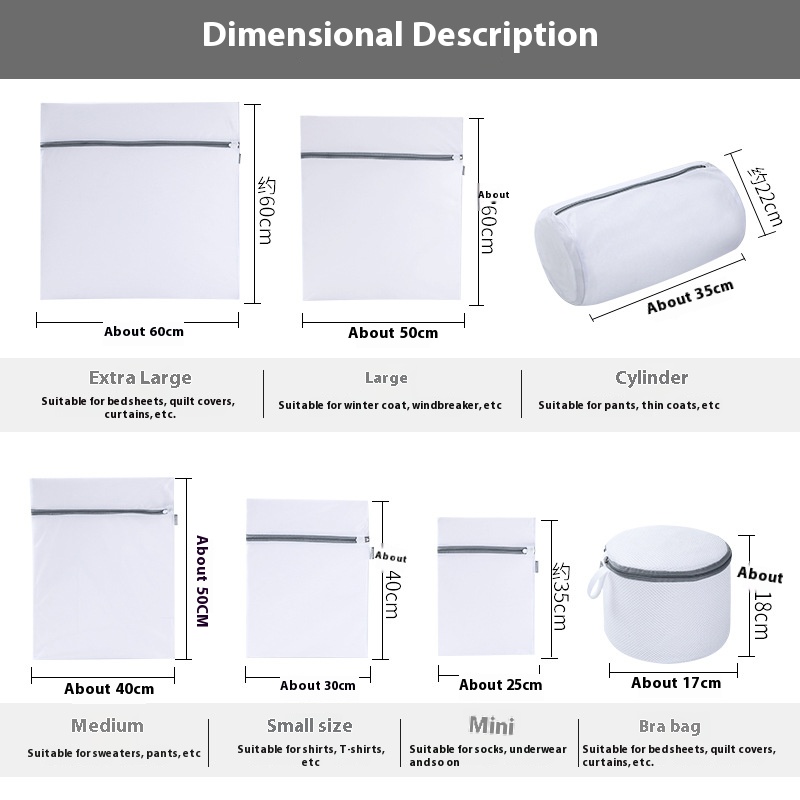 Dimensional Description
约60cm
About 60cm
About
60cm
About 50cm
约22cm
About 35cm
Extra Large
Suitable for bedsheets, quilt covers,
curtains, etc.
Large
Suitable for winter coat, windbreaker, etc
Cylinder
Suitable for pants, thin coats, etc
About 50CM
About 40cm
About
40cm
About 30cm
约35cm
About 25cm
About
18cm
About 17cm
Medium
Suitable for sweaters, pants, etc
Small size
Suitable for shirts, T-shirts,
etc
Mini
Suitable for socks, underwear
and so on
Bra bag
Suitable for bedsheets, quilt covers,
curtains, etc.